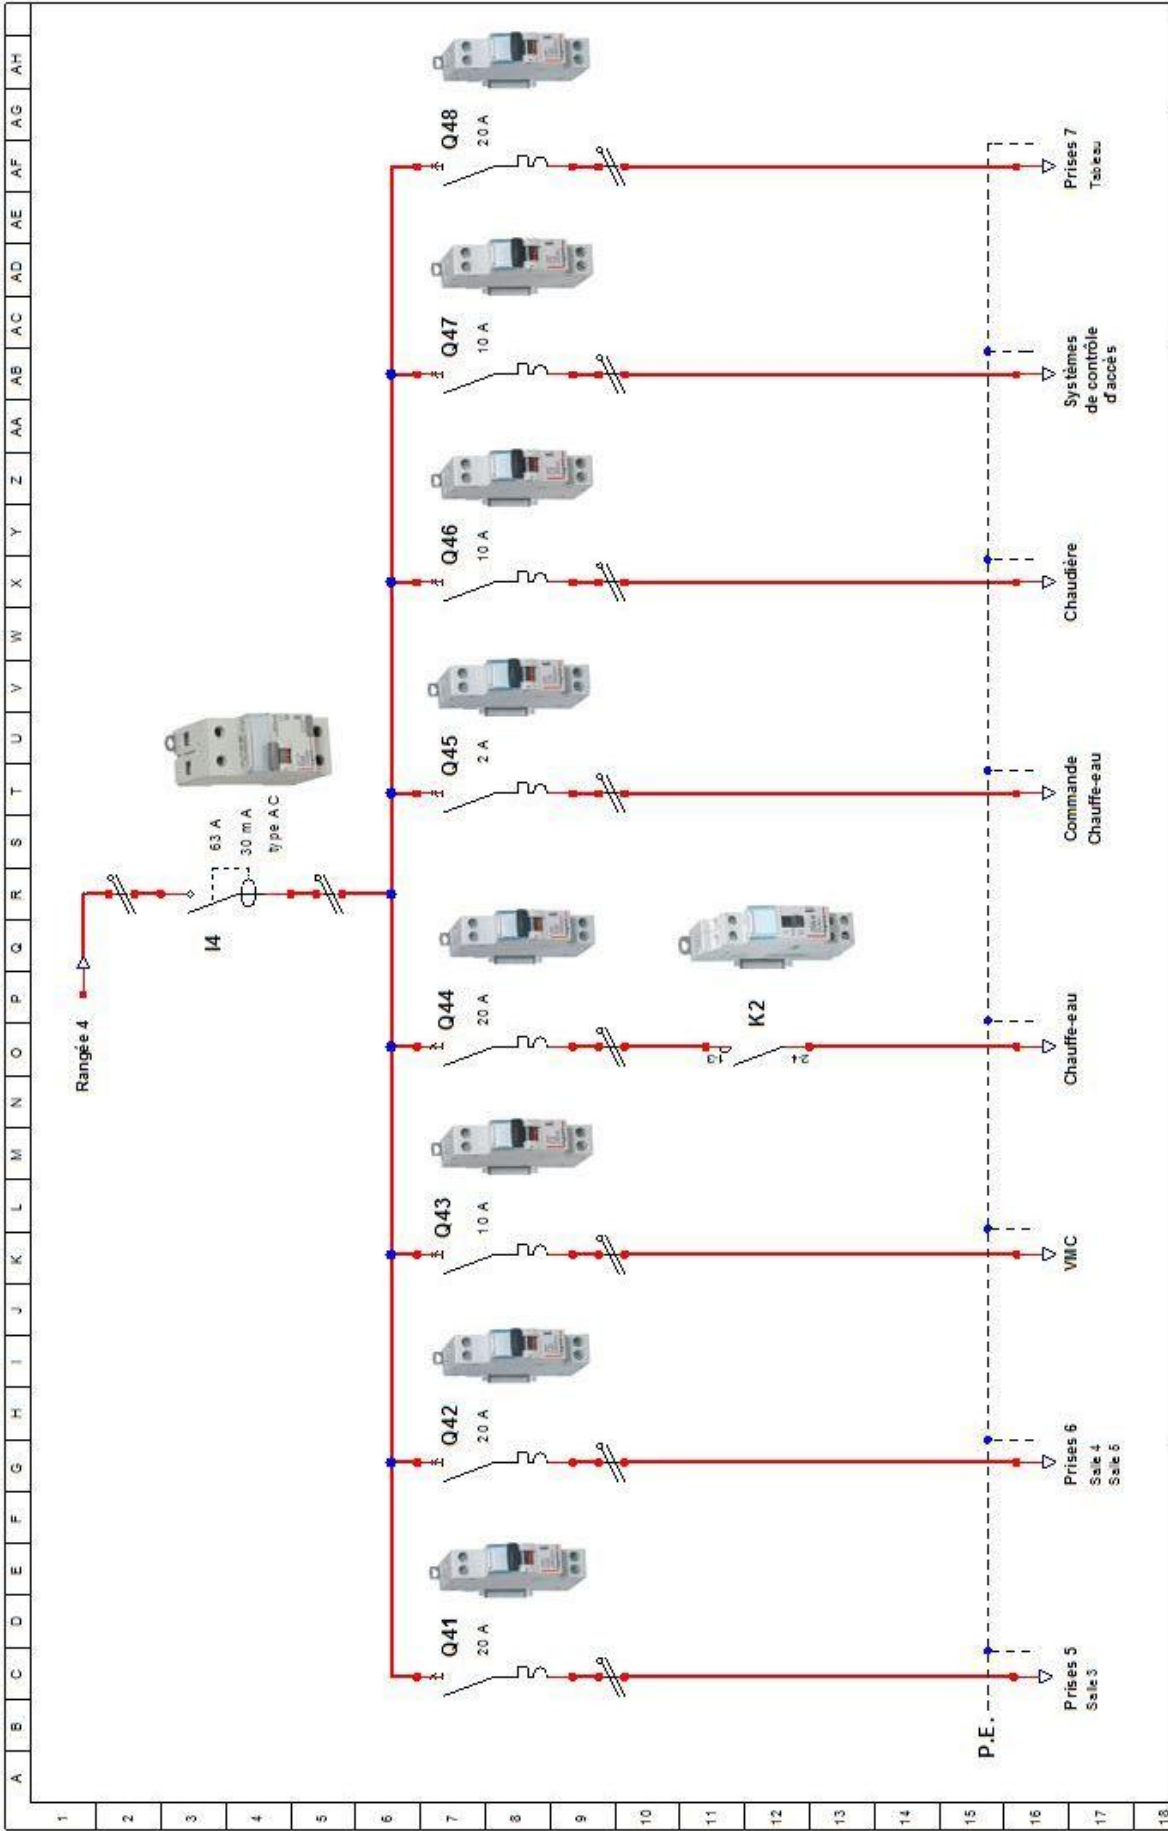 A B C D E F G H I J K L M N O P Q R S T U V W X Y Z AA AB AC AD AE AF AG AH
1
2
3
4
5
6
7
8
9
10
11
12
13
14
15
16
17
18
Rangée 4
I4
63 A
30 mA
type AC
Q41
20 A
Q42
20 A
Q43
10 A
Q44
20 A
Q45
2 A
Q46
10 A
Q47
10 A
Q48
20 A
K2
P.E.
Prises 5
Salle 3
Prises 6
Salle 4
Salle 5
VMC
Chauffe-eau
Commande
Chauffe-eau
Chaudière
Systèmes
de contrôle
d'accès
Prises 7
Tableau